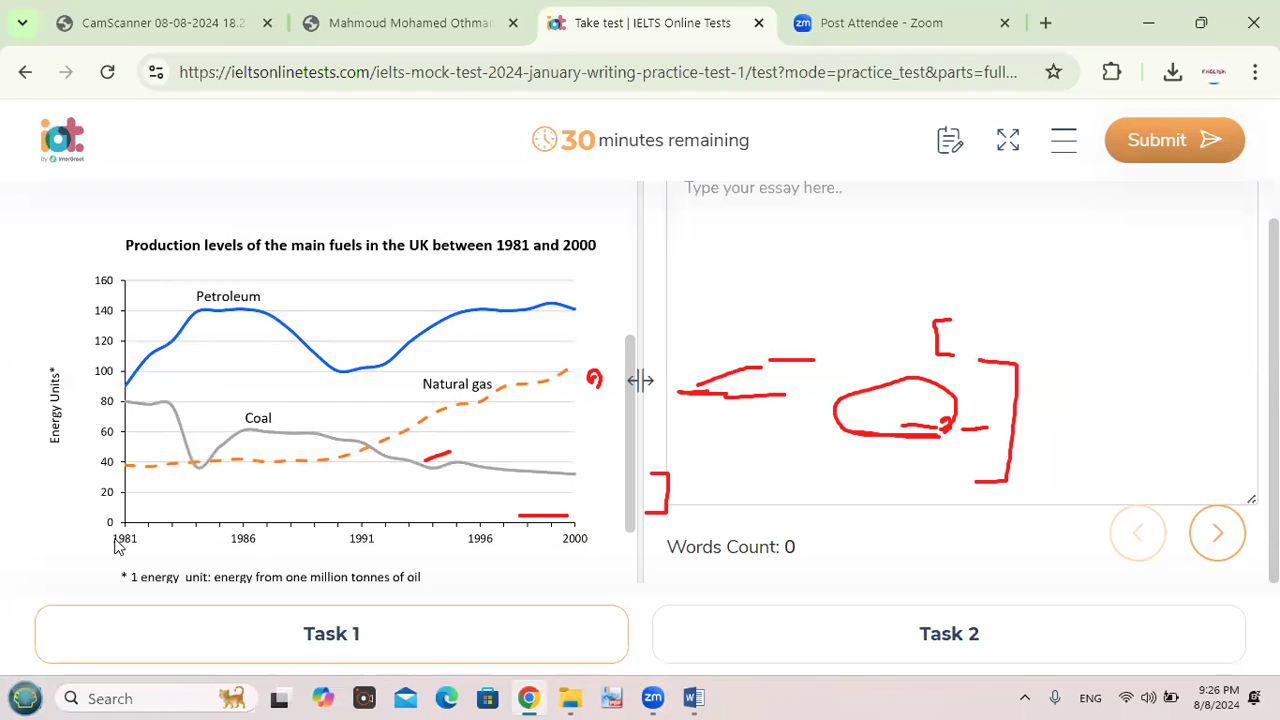 CamScanner 08-08-2024 18.2
Mahmoud Mohamed Othman
Take test | IELTS Online Tests
Post Attendee - Zoom
https://ieltsonlinetests.com/ielts-mock-test-2024-january-writing-practice-test-1/test?mode=practice_test&parts=full...
ENGLISH
iot
by InterGreat
30 minutes remaining
Submit
Type your essay here..
Production levels of the main fuels in the UK between 1981 and 2000
160
140
120
100
80
60
40
20
0
Energy Units*
Petroleum
Natural gas
Coal
1981 1986 1991 1996 2000
* 1 energy unit: energy from one million tonnes of oil
Words Count: 0
Task 1
Task 2
Search
ENG
9:26 PM
8/8/2024